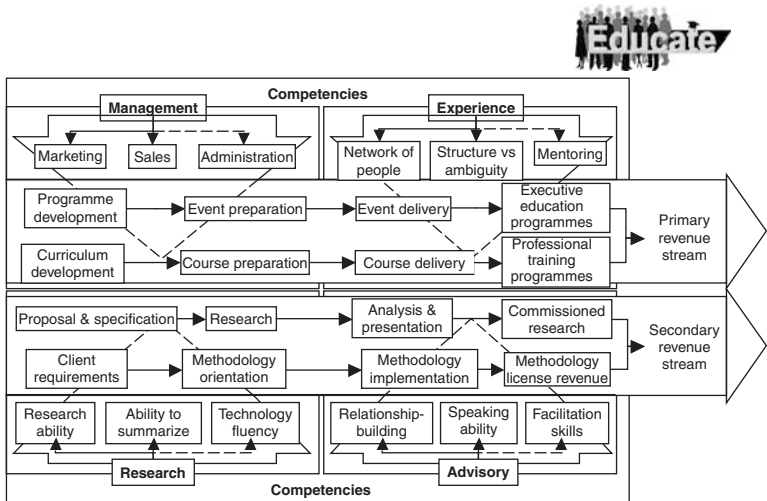 Educate
Competencies
Management
Experience
Marketing
Sales
Administration
Network of
people
Structure vs
ambiguity
Mentoring
Programme
development
Event preparation
Event delivery
Executive
education
programmes
Curriculum
development
Course preparation
Course delivery
Professional
training
programmes
Primary
revenue
stream
Proposal & specification
Research
Analysis &
presentation
Commissioned
research
Client
requirements
Methodology
orientation
Methodology
implementation
Methodology
license revenue
Secondary
revenue
stream
Research
ability
Ability to
summarize
Technology
fluency
Relationship-
building
Speaking
ability
Facilitation
skills
Research
Advisory
Competencies